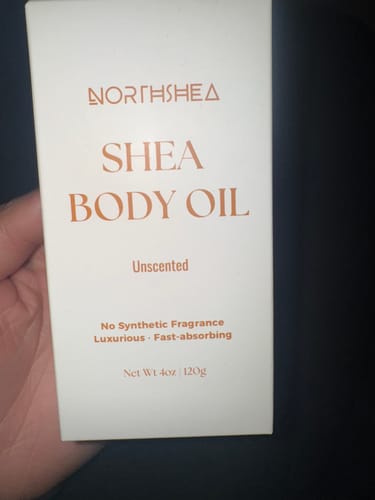 NORTHSHEA
SHEA
BODY OIL
Unscented
No Synthetic Fragrance
Luxurious · Fast-absorbing
Net Wt 4oz | 120g